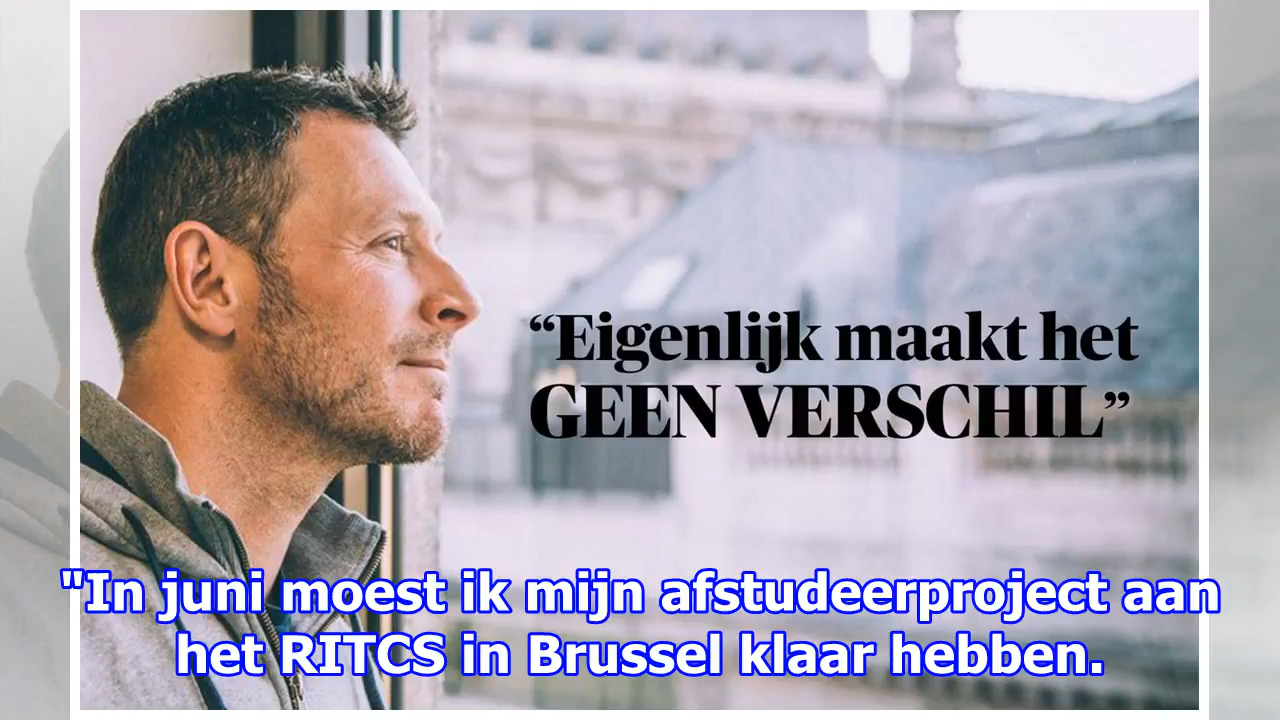 “Eigenlijk maakt het
GEEN VERSCHIL”
"In juni moest ik mijn afstudeerproject aan
het RITCS in Brussel klaar hebben.